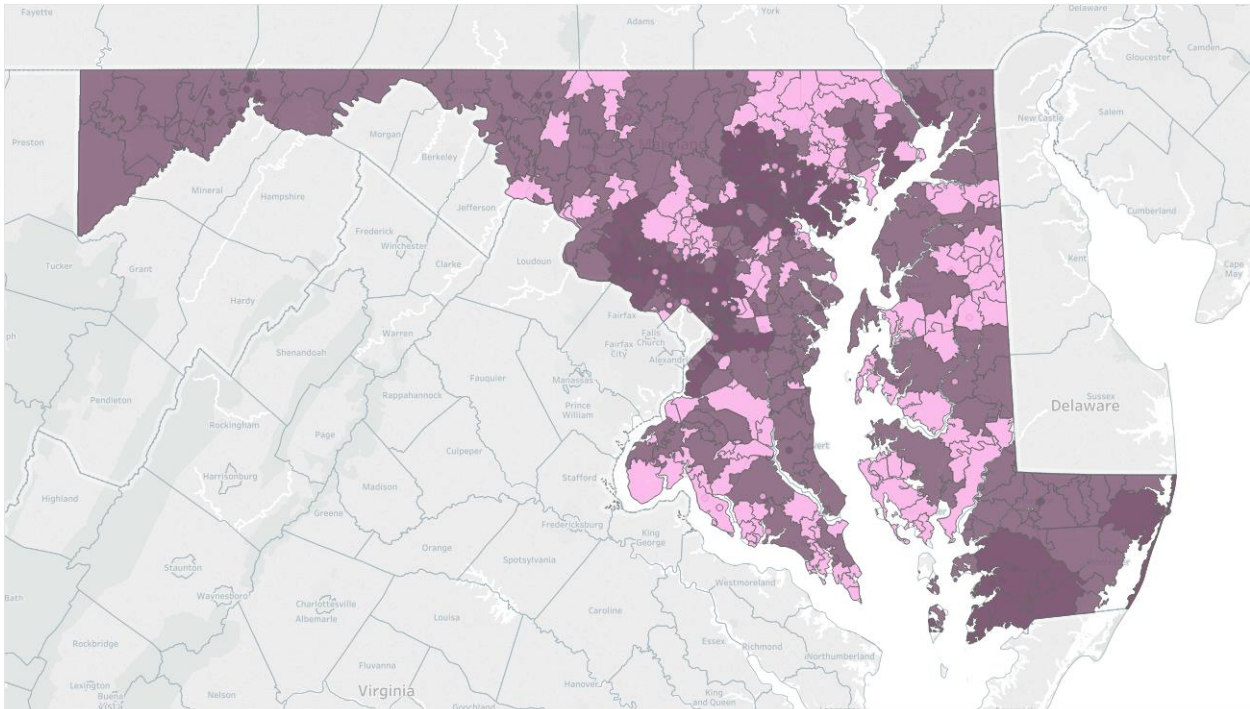 Fayette
Adams
York
Delaware
Gloucester
Camden
Preston
Morgan
Berkeley
Mineral
Hampshire
Jefferson
New Castle
Salem
Cumberland
Cape
May
Tucker
Grant
Frederick
Winchester
Clarke
Loudoun
Kent
Hardy
Fairfax
Falls
Church
Fairfax
City
Warren
Shenandoah
Fauquier
Manassas
Prince
William
Rappahannock
Sussex
Delaware
Pendleton
Page
Rockingham
Culpeper
Stafford
Harrisonburg
Madison
Highland
Greene
Fredericksburg
King
George
Orange
Spotsylvania
Westmoreland
Staunton
Waynesboro
Charlottesville
Albemarle
Louisa
Caroline
Bath
Essex
Richmond
Northumberland
Rockbridge
Fluvanna
Hanover
Lexington
Buena
Vista
Nelson
Virginia
Goochland
King
and Queen